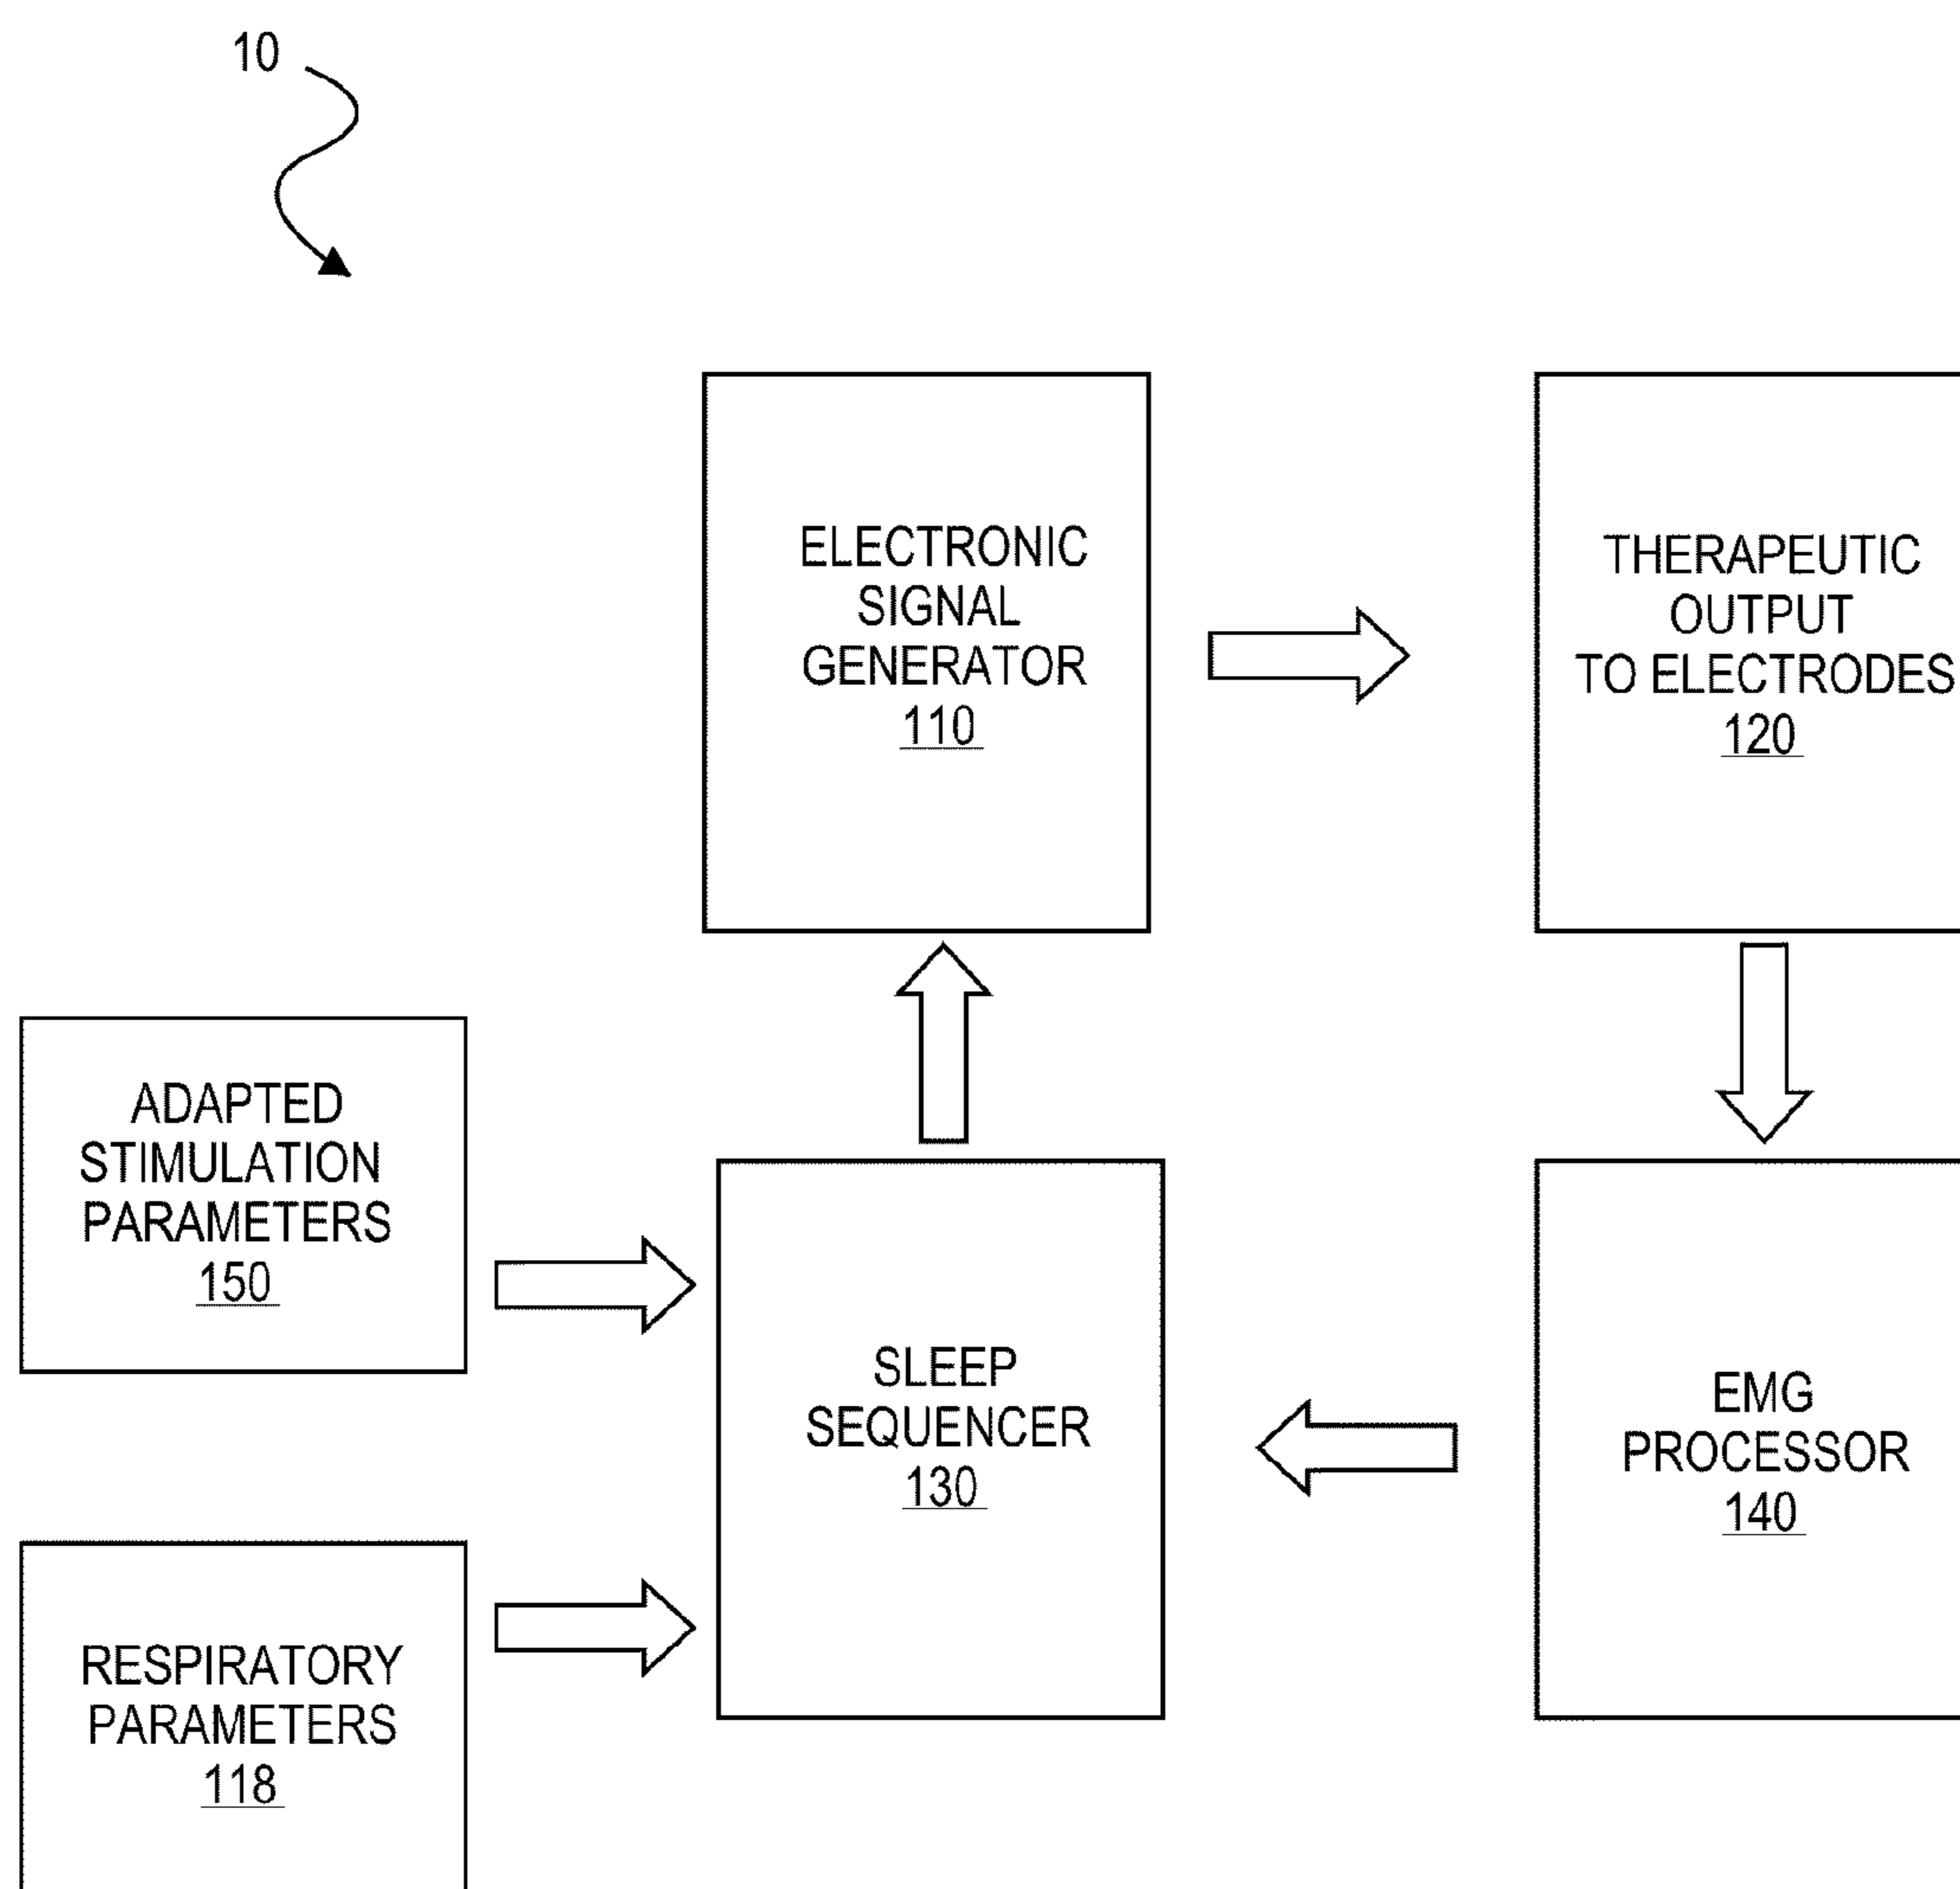 10
ELECTRONIC
SIGNAL
GENERATOR
110
THERAPEUTIC
OUTPUT
TO ELECTRODES
120
ADAPTED
STIMULATION
PARAMETERS
150
SLEEP
SEQUENCER
130
EMG
PROCESSOR
140
RESPIRATORY
PARAMETERS
118